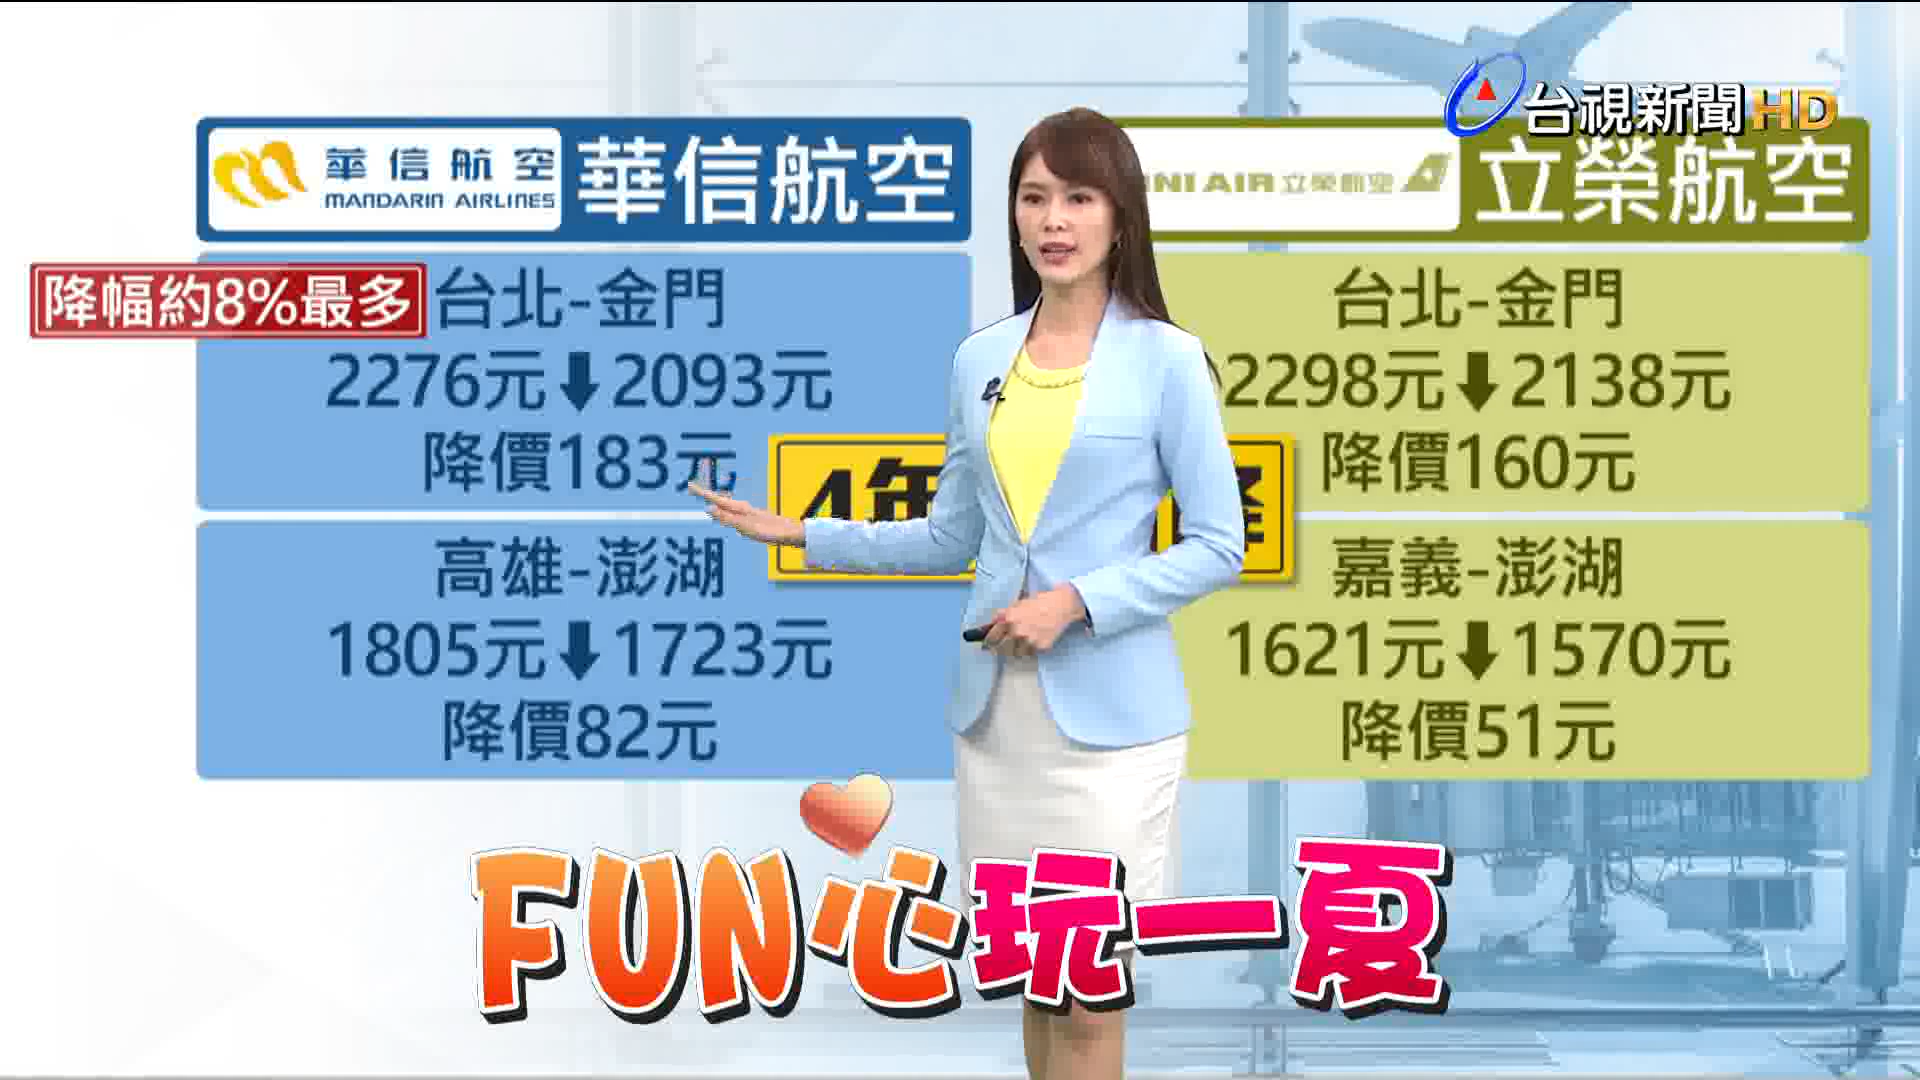 台視新聞HD
華信航空
MANDARIN AIRLINES
華信航空
NI AIR 立榮航空
立榮航空
降幅約8%最多
台北-金門
2276元⬇2093元
降價183元
高雄-澎湖
1805元⬇1723元
降價82元
台北-金門
2298元⬇2138元
降價160元
嘉義-澎湖
1621元⬇1570元
降價51元
4年
降
FUN心玩一夏